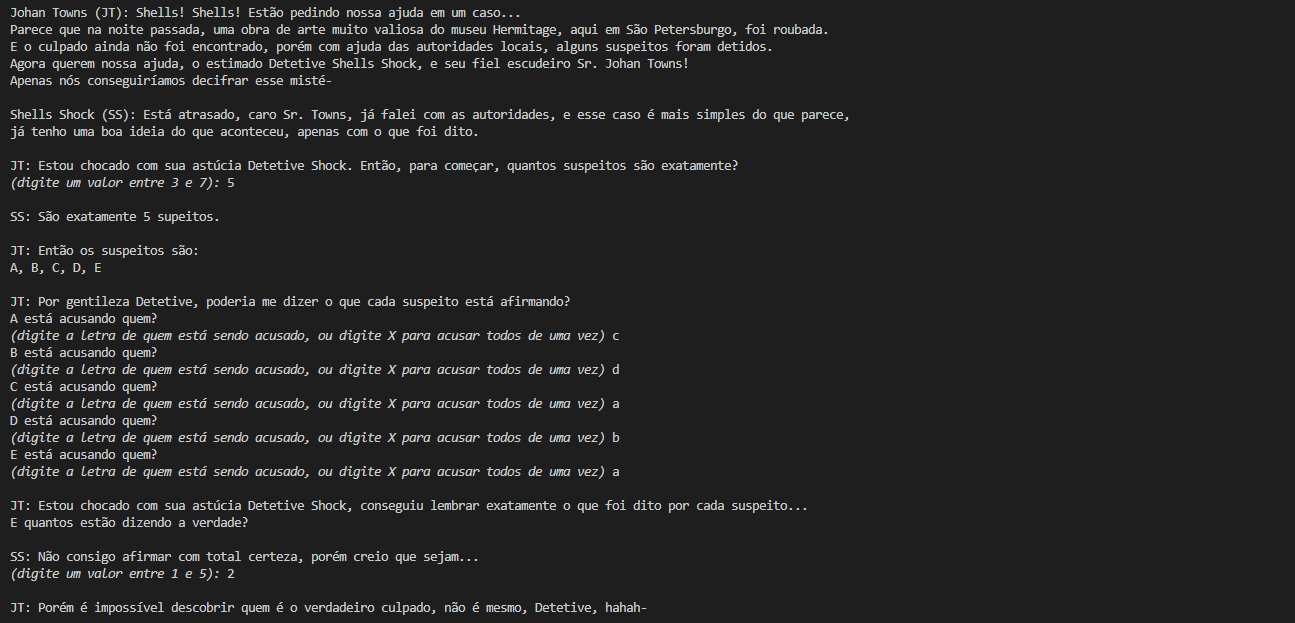 Johan Towns (JT): Shells! Shells! Estão pedindo nossa ajuda em um caso...
Parece que na noite passada, uma obra de arte muito valiosa do museu Hermitage, aqui em São Petersburgo, foi roubada.
E o culpado ainda não foi encontrado, porém com ajuda das autoridades locais, alguns suspeitos foram detidos.
Agora querem nossa ajuda, o estimado Detetive Shells Shock, e seu fiel escudeiro Sr. Johan Towns!
Apenas nós conseguiríamos decifrar esse misté-
Shells Shock (SS): Está atrasado, caro Sr. Towns, já falei com as autoridades, e esse caso é mais simples do que parece,
já tenho uma boa ideia do que aconteceu, apenas com o que foi dito.
JT: Estou chocado com sua astúcia Detetive Shock. Então, para começar, quantos suspeitos são exatamente?
(digite um valor entre 3 e 7): 5
SS: São exatamente 5 supeitos.
JT: Então os suspeitos são:
A, B, C, D, E
JT: Por gentileza Detetive, poderia me dizer o que cada suspeito está afirmando?
A está acusando quem?
(digite a letra de quem está sendo acusado, ou digite X para acusar todos de uma vez) c
B está acusando quem?
(digite a letra de quem está sendo acusado, ou digite X para acusar todos de uma vez) d
C está acusando quem?
(digite a letra de quem está sendo acusado, ou digite X para acusar todos de uma vez) a
D está acusando quem?
(digite a letra de quem está sendo acusado, ou digite X para acusar todos de uma vez) b
E está acusando quem?
(digite a letra de quem está sendo acusado, ou digite X para acusar todos de uma vez) a
JT: Estou chocado com sua astúcia Detetive Shock, conseguiu lembrar exatamente o que foi dito por cada suspeito...
E quantos estão dizendo a verdade?
SS: Não consigo afirmar com total certeza, porém creio que sejam...
(digite um valor entre 1 e 5): 2
JT: Porém é impossível descobrir quem é o verdadeiro culpado, não é mesmo, Detetive, hahah-